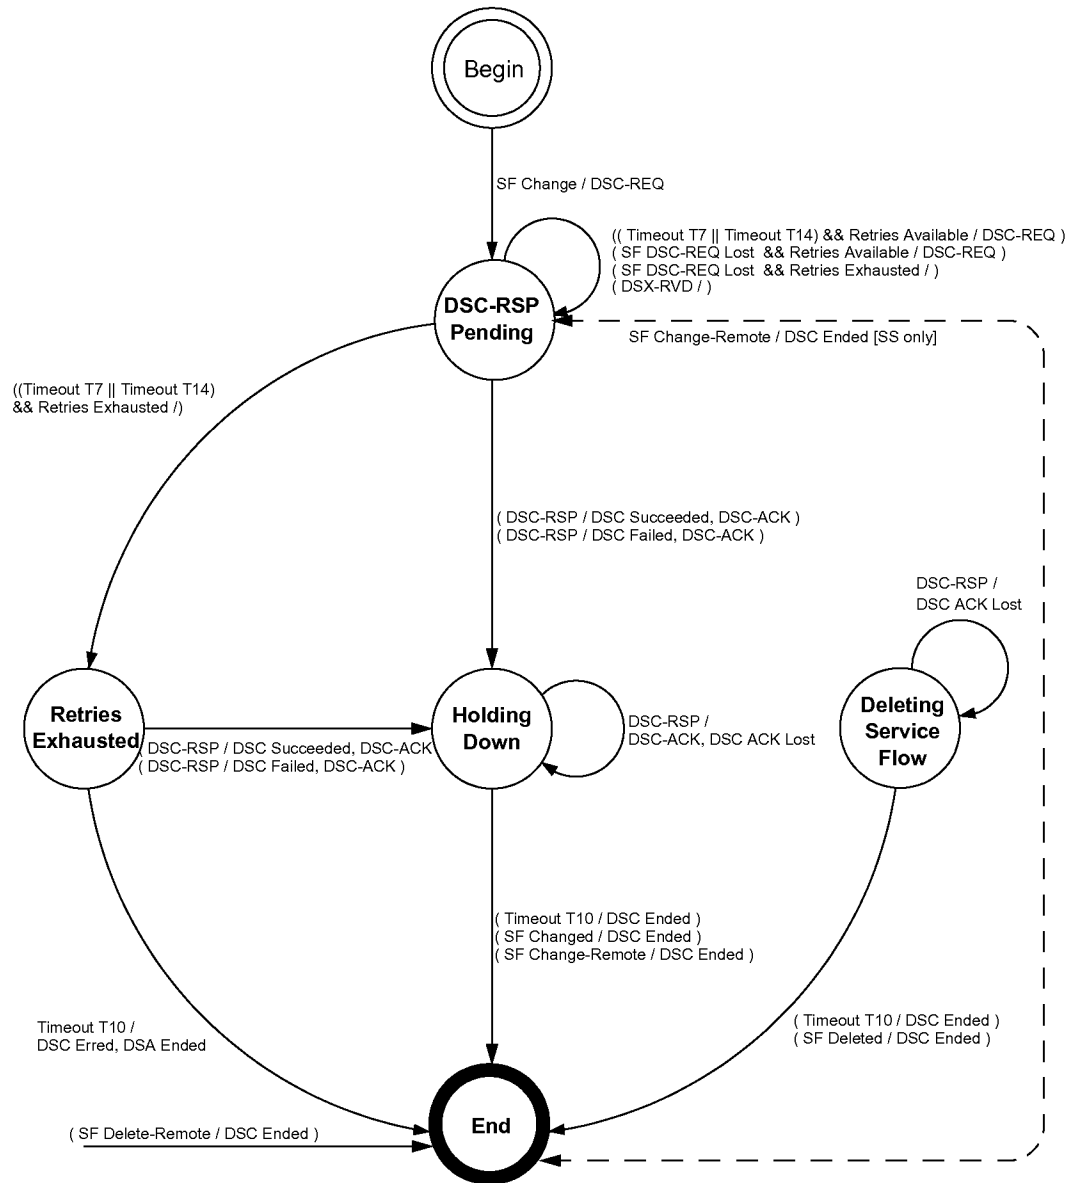 Begin
SF Change / DSC-REQ
(( Timeout T7 || Timeout T14) && Retries Available / DSC-REQ )
( SF DSC-REQ Lost && Retries Available / DSC-REQ )
( SF DSC-REQ Lost && Retries Exhausted / )
( DSX-RVD / )
DSC-RSP
Pending
SF Change-Remote / DSC Ended [SS only]
((Timeout T7 || Timeout T14)
&& Retries Exhausted /)
( DSC-RSP / DSC Succeeded, DSC-ACK )
( DSC-RSP / DSC Failed, DSC-ACK )
DSC-RSP /
DSC ACK Lost
Retries
Exhausted
( DSC-RSP / DSC Succeeded, DSC-ACK
( DSC-RSP / DSC Failed, DSC-ACK )
Holding
Down
DSC-RSP /
DSC-ACK, DSC ACK Lost
Deleting
Service
Flow
( Timeout T10 / DSC Ended )
( SF Changed / DSC Ended )
( SF Change-Remote / DSC Ended )
Timeout T10 /
DSC Erred, DSA Ended
( Timeout T10 / DSC Ended )
( SF Deleted / DSC Ended )
( SF Delete-Remote / DSC Ended )
End